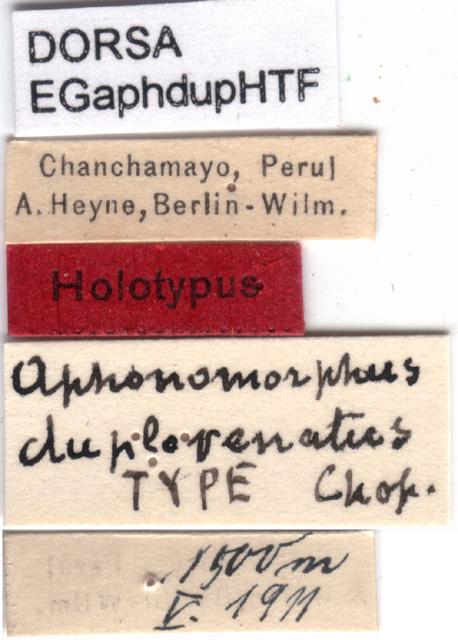 DORSA
EGaphdupHTF
Chanchamayo, Peru]
A. Heyne, Berlin-Wilm.
Holotypus
Aphonomorphus
duplovenatus
TYPE Chop.
1500 m
V. 1911